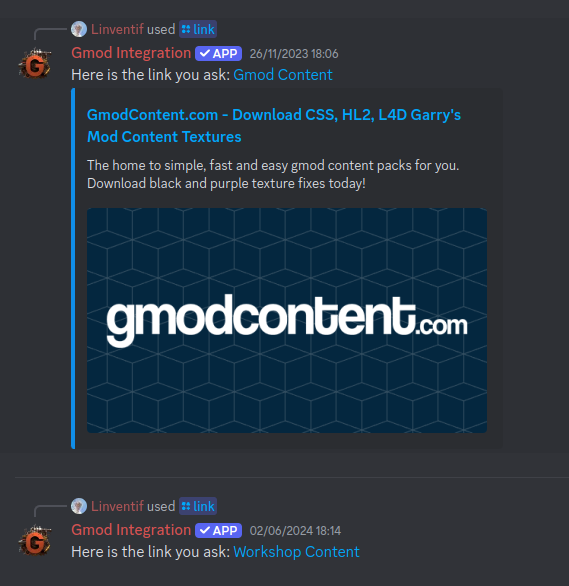 Linventif used link
Gmod Integration ✓ APP 26/11/2023 18:06
Here is the link you ask: Gmod Content
GmodContent.com - Download CSS, HL2, L4D Garry's
Mod Content Textures
The home to simple, fast and easy gmod content packs for you.
Download black and purple texture fixes today!
gmodcontent.com
Linventif used link
Gmod Integration ✓ APP 02/06/2024 18:14
Here is the link you ask: Workshop Content